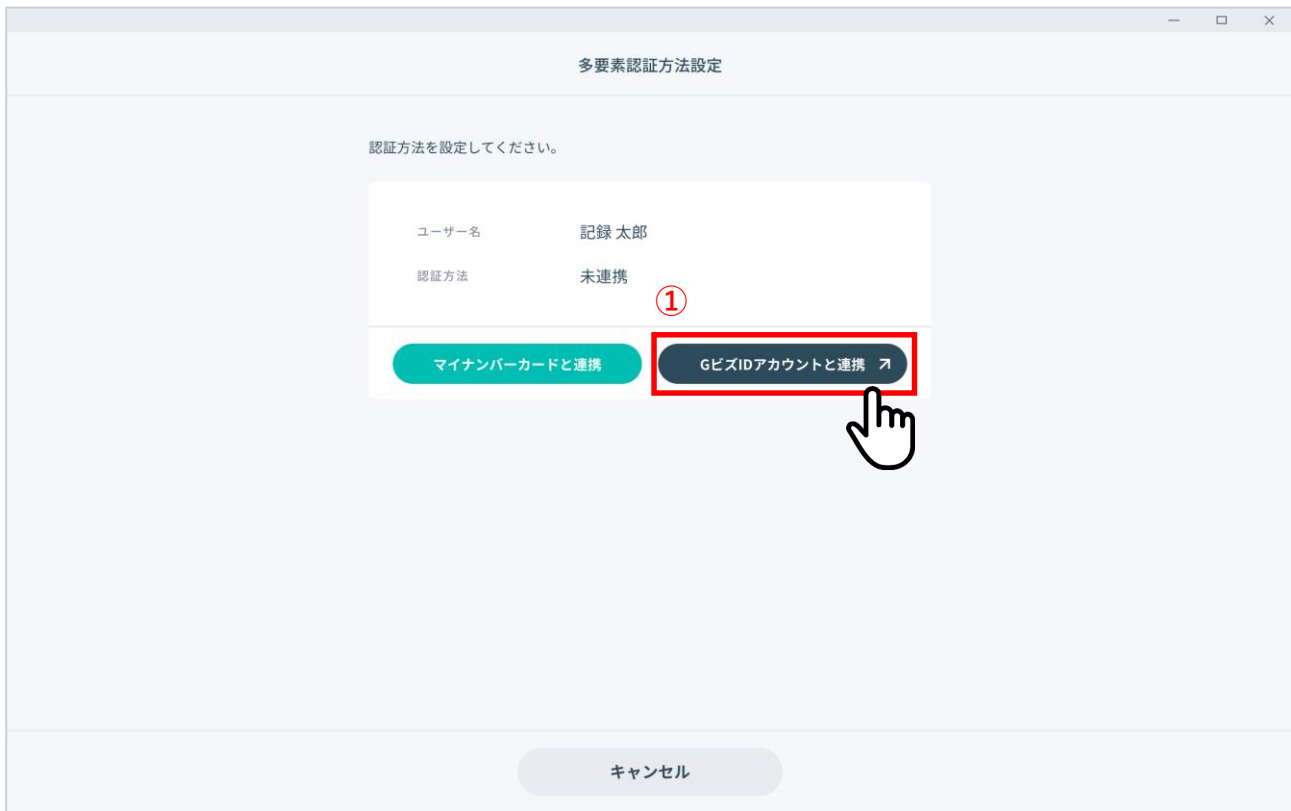 多要素認証方法設定
認証方法を設定してください。
ユーザー名 記録 太郎
認証方法 未連携
①
マイナンバーカードと連携 GビズIDアカウントと連携
キャンセル